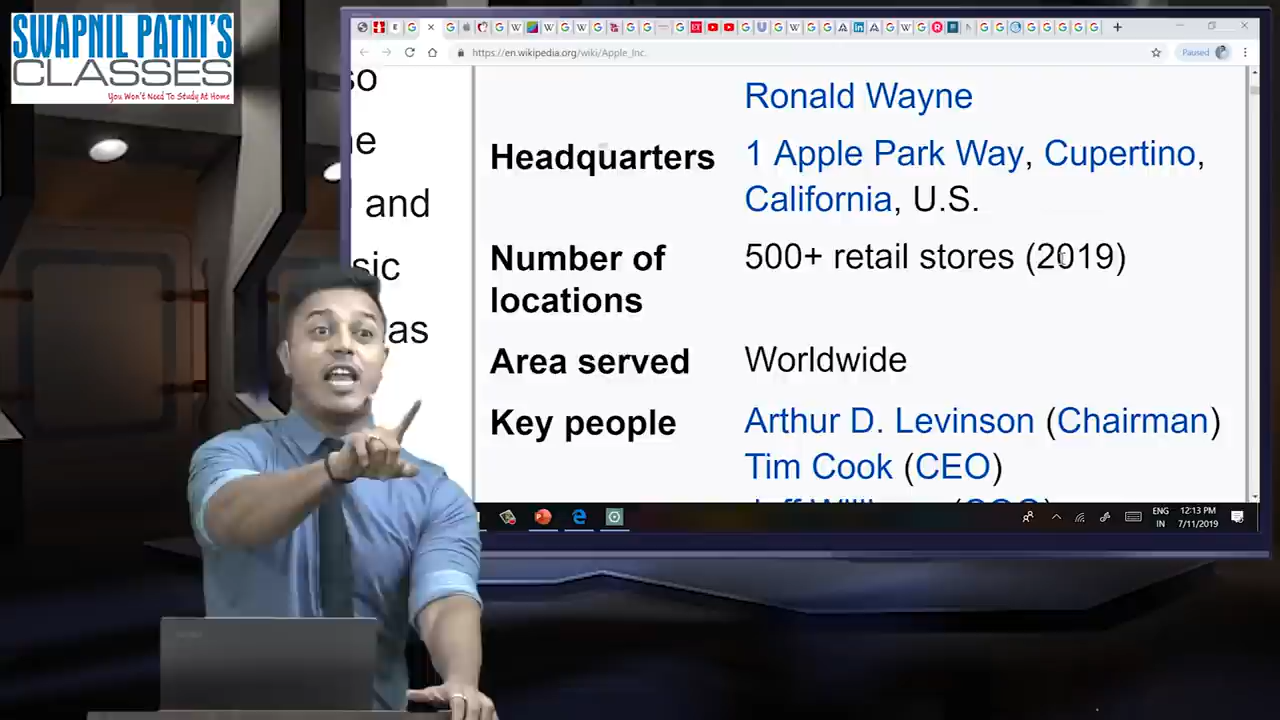 SWAPNIL PATNI'S
CLASSES
You Won't Need To Study At Home
https://en.wikipedia.org/wiki/Apple_Inc.
Paused
so
and
sic
as
Ronald Wayne
Headquarters
1 Apple Park Way, Cupertino,
California, U.S.
Number of
locations
500+ retail stores (2019)
Area served
Worldwide
Key people
Arthur D. Levinson (Chairman)
Tim Cook (CEO)
ENG
IN
12:13 PM
7/11/2019